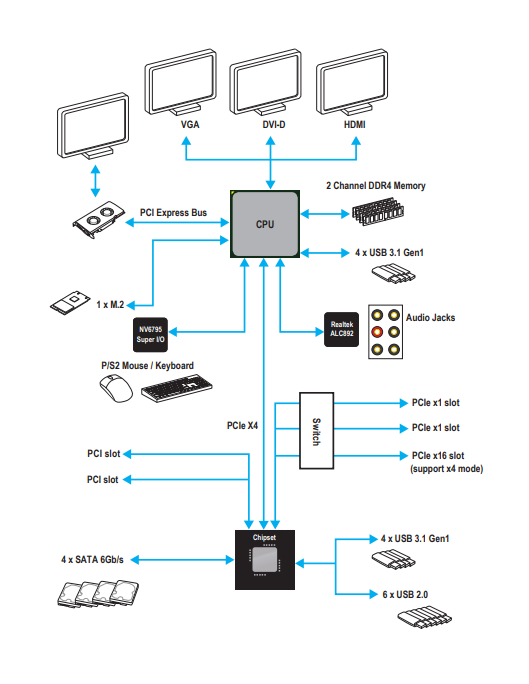 VGA
DVI-D
HDMI
2 Channel DDR4 Memory
PCI Express Bus
CPU
4 x USB 3.1 Gen1
1 x M.2
NV6795
Super I/O
Realtek
ALC892
Audio Jacks
P/S2 Mouse / Keyboard
PCIe X4
Switch
PCIe x1 slot
PCIe x1 slot
PCIe x16 slot
(support x4 mode)
PCI slot
PCI slot
Chipset
4 x USB 3.1 Gen1
4 x SATA 6Gb/s
6 x USB 2.0